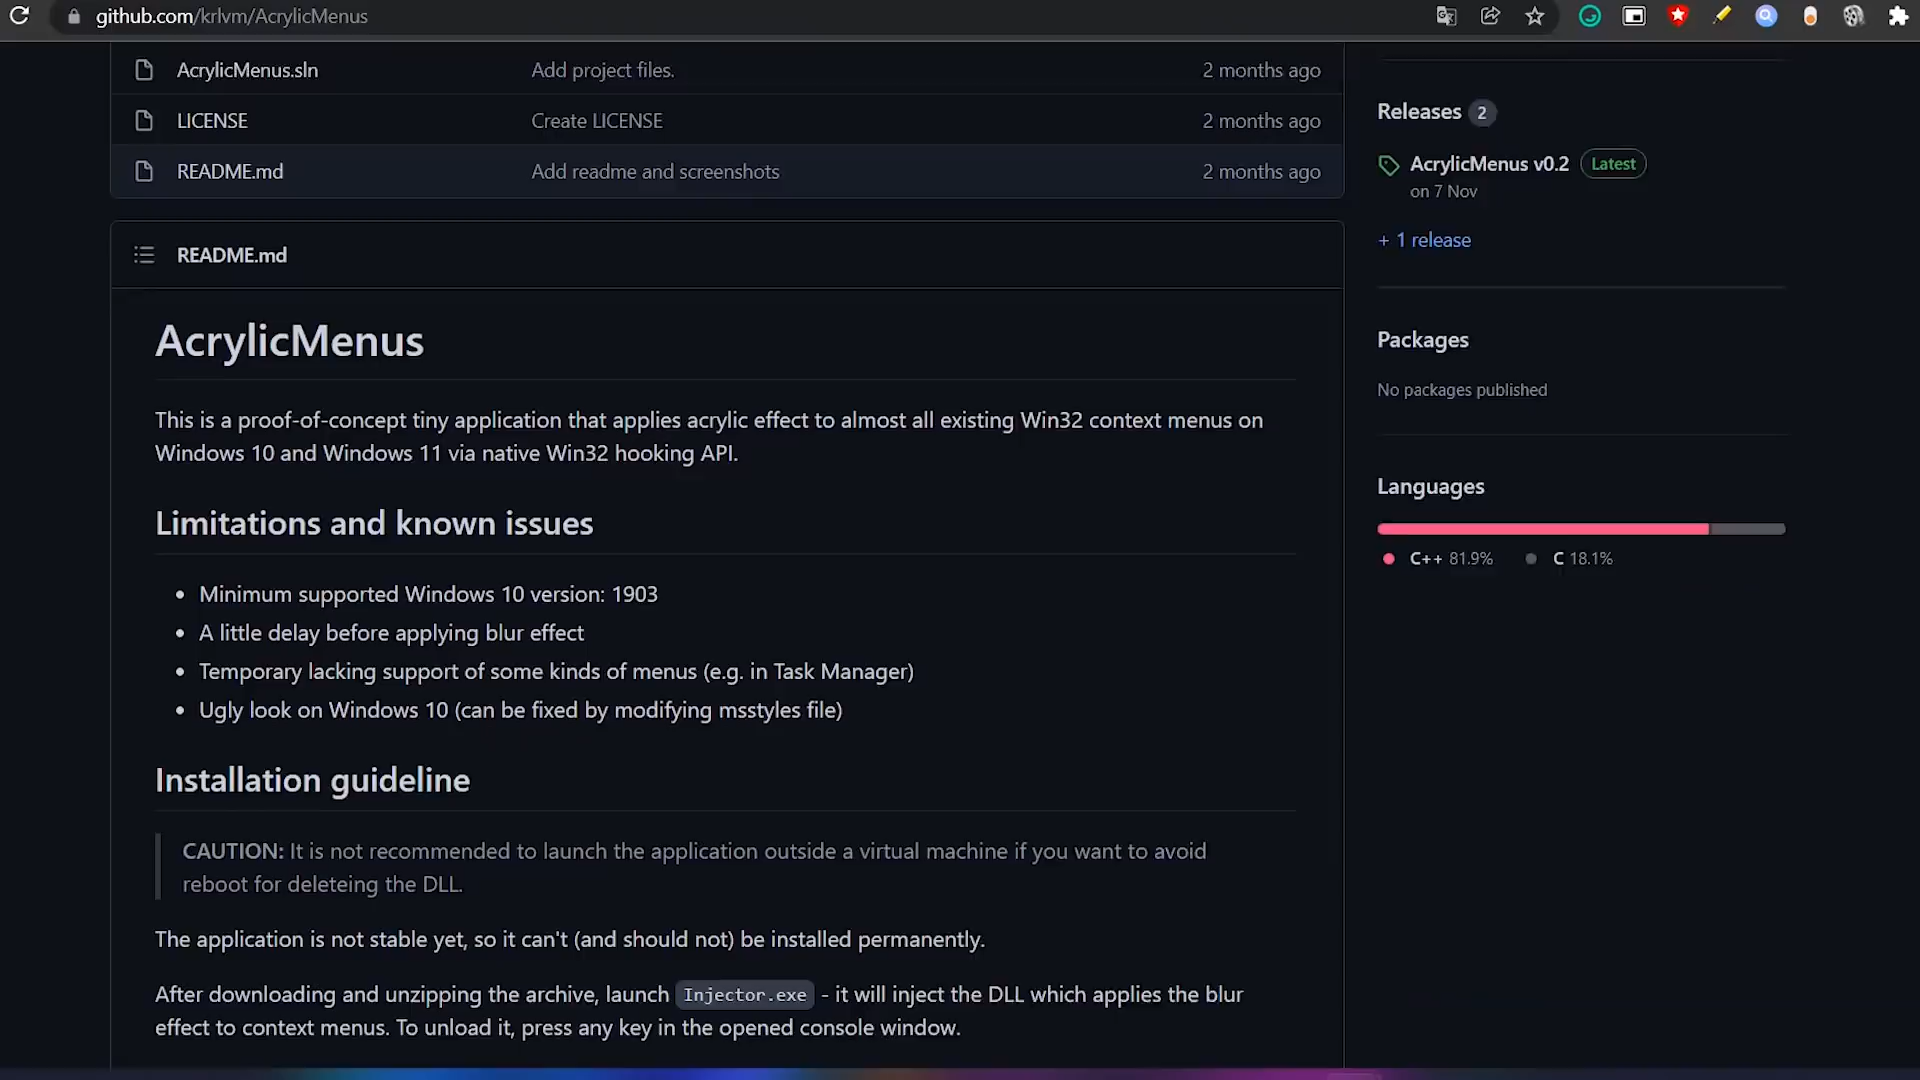 github.com/krlvm/AcrylicMenus
AcrylicMenus.sln Add project files. 2 months ago
LICENSE Create LICENSE 2 months ago
README.md Add readme and screenshots 2 months ago
README.md
AcrylicMenus
This is a proof-of-concept tiny application that applies acrylic effect to almost all existing Win32 context menus on
Windows 10 and Windows 11 via native Win32 hooking API.
Limitations and known issues
• Minimum supported Windows 10 version: 1903
• A little delay before applying blur effect
• Temporary lacking support of some kinds of menus (e.g. in Task Manager)
• Ugly look on Windows 10 (can be fixed by modifying msstyles file)
Installation guideline
CAUTION: It is not recommended to launch the application outside a virtual machine if you want to avoid
reboot for deleteing the DLL.
The application is not stable yet, so it can't (and should not) be installed permanently.
After downloading and unzipping the archive, launch Injector.exe - it will inject the DLL which applies the blur
effect to context menus. To unload it, press any key in the opened console window.
Releases 2
AcrylicMenus v0.2 Latest
on 7 Nov
+ 1 release
Packages
No packages published
Languages
C++ 81.9% C 18.1%